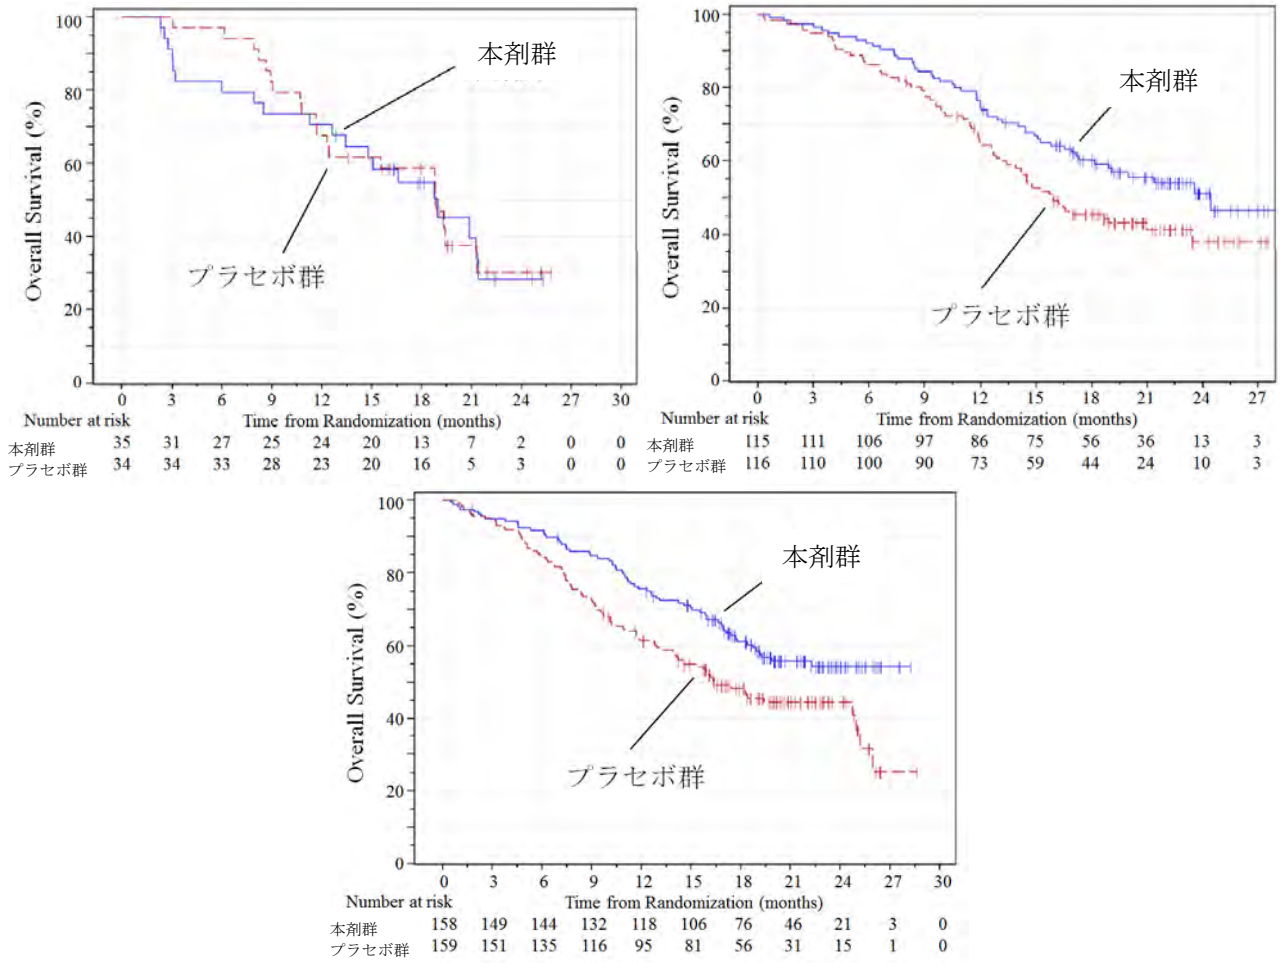 Overall Survival (%)
100
80
60
40
20
0
本剤群
プラセボ群
0 3 6 9 12 15 18 21 24 27 30
Number at risk Time from Randomization (months)
本剤群 35 31 27 25 24 20 13 7 2 0 0
プラセボ群 34 34 33 28 23 20 16 5 3 0 0
Overall Survival (%)
100
80
60
40
20
0
本剤群
プラセボ群
0 3 6 9 12 15 18 21 24 27
Number at risk Time from Randomization (months)
本剤群 115 111 106 97 86 75 56 36 13 3
プラセボ群 116 110 100 90 73 59 44 24 10 3
Overall Survival (%)
100
80
60
40
20
0
本剤群
プラセボ群
0 3 6 9 12 15 18 21 24 27 30
Number at risk Time from Randomization (months)
本剤群 158 149 144 132 118 106 76 46 21 3 0
プラセボ群 159 151 135 116 95 81 56 31 15 1 0